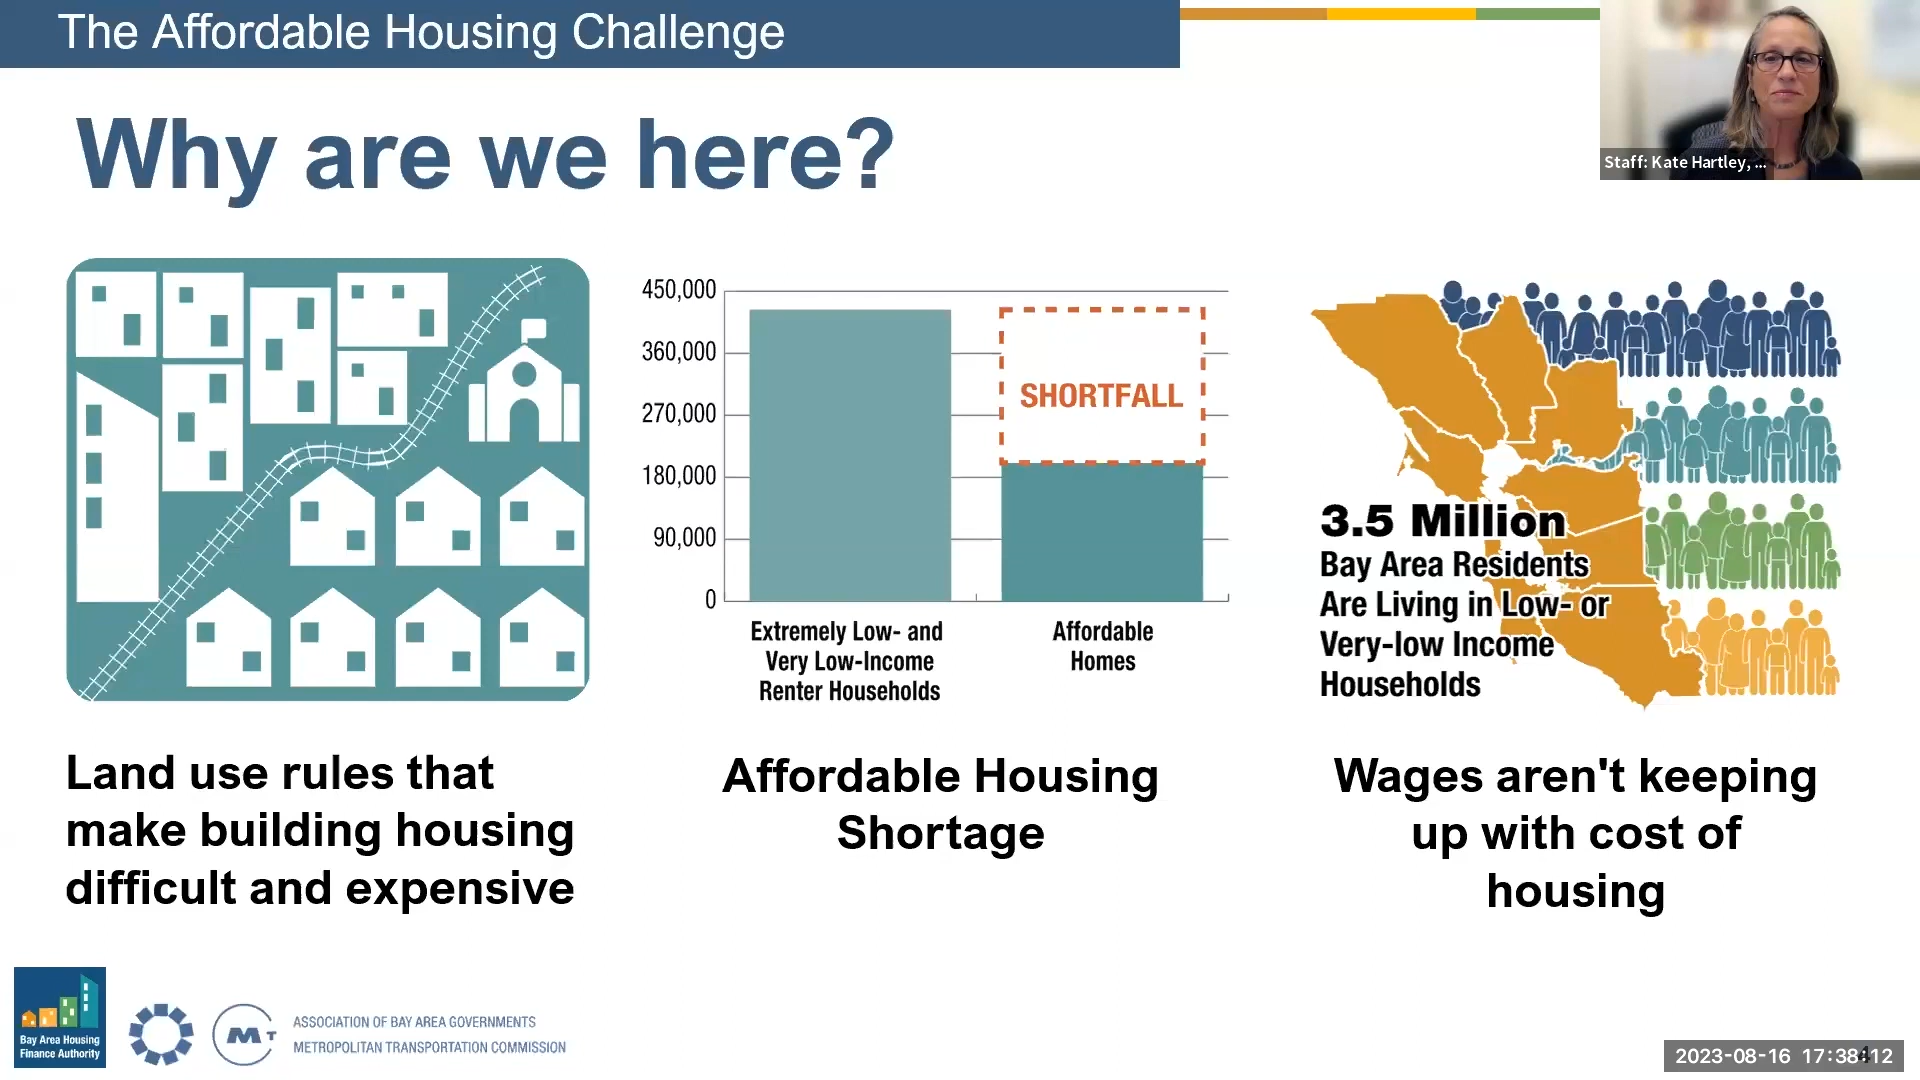 The Affordable Housing Challenge
Staff: Kate Hartley, ...
Why are we here?
450,000
360,000
270,000
180,000
90,000
0
SHORTFALL
Extremely Low- and
Very Low-Income
Renter Households
Affordable
Homes
3.5 Million
Bay Area Residents
Are Living in Low- or
Very-low Income
Households
Land use rules that
make building housing
difficult and expensive
Affordable Housing
Shortage
Wages aren't keeping
up with cost of
housing
Bay Area Housing
Finance Authority
MT
ASSOCIATION OF BAY AREA GOVERNMENTS
METROPOLITAN TRANSPORTATION COMMISSION
4
2023-08-16 17:38:12